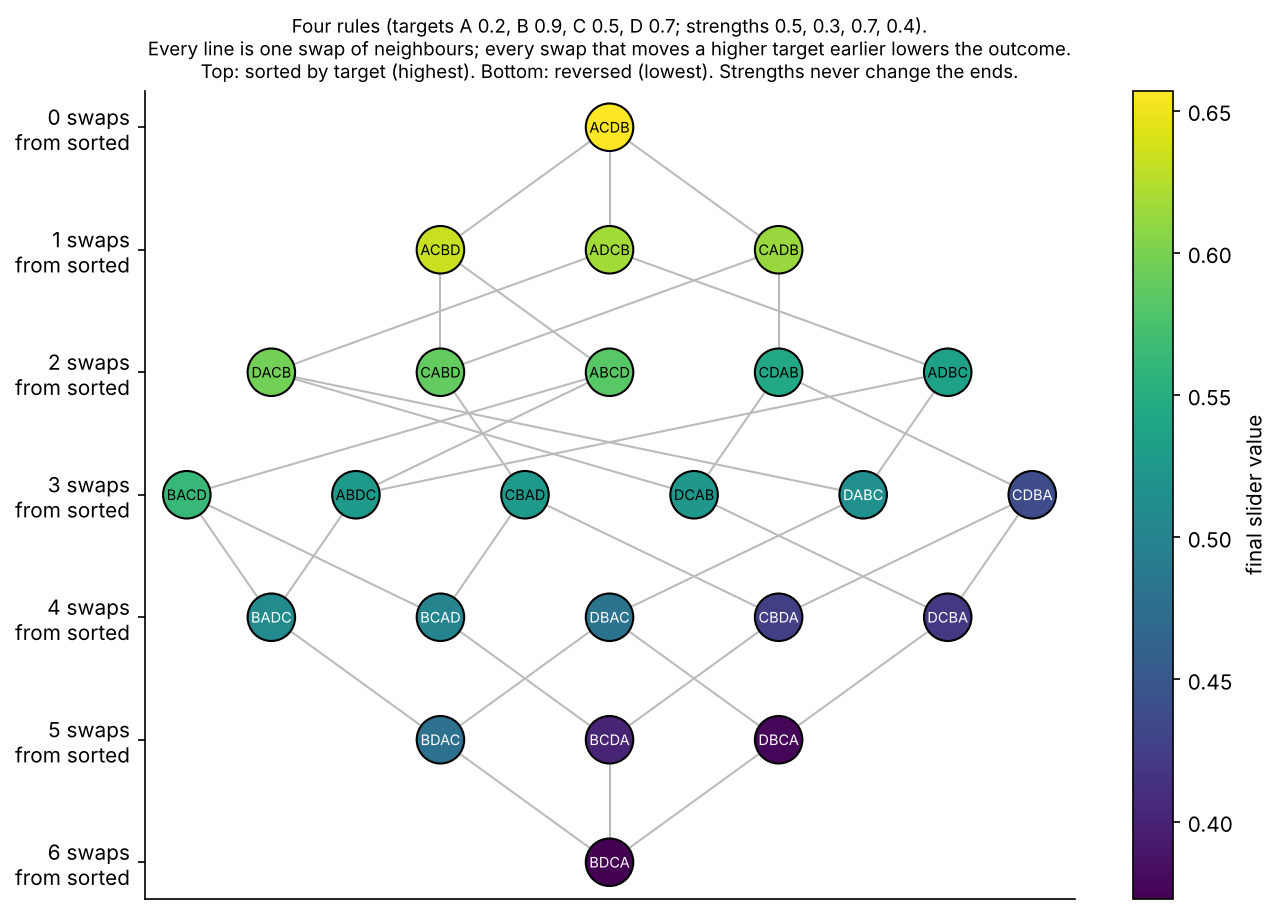 Four rules (targets A 0.2, B 0.9, C 0.5, D 0.7; strengths 0.5, 0.3, 0.7, 0.4).
Every line is one swap of neighbours; every swap that moves a higher target earlier lowers the outcome.
Top: sorted by target (highest). Bottom: reversed (lowest). Strengths never change the ends.
0 swaps
from sorted
ACDB
1 swaps
from sorted
ACBD
ADCB
CADB
2 swaps
from sorted
DACB
CABD
ABCD
CDAB
ADBC
3 swaps
from sorted
BACD
ABDC
CBAD
DCAB
DABC
CDBA
4 swaps
from sorted
BADC
BCAD
DBAC
CBDA
DCBA
5 swaps
from sorted
BDAC
BCDA
DBCA
6 swaps
from sorted
BDCA
0.65
0.60
0.55
0.50
0.45
0.40
final slider value